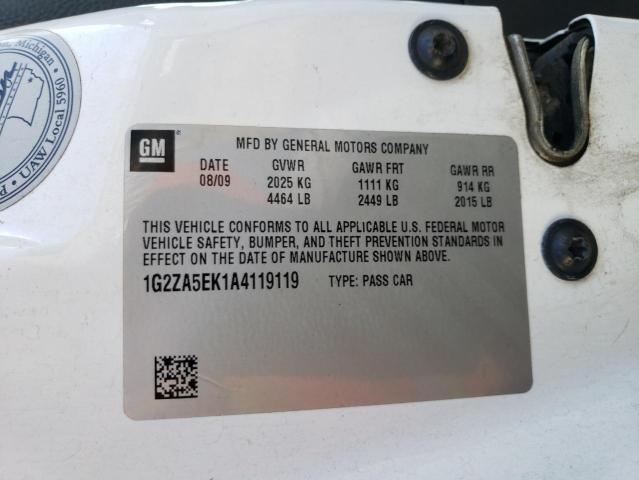 Michigan
UAW Local 5960
GM
MFD BY GENERAL MOTORS COMPANY
DATE GVWR GAWR FRT GAWR RR
08/09 2025 KG 1111 KG 914 KG
4464 LB 2449 LB 2015 LB
THIS VEHICLE CONFORMS TO ALL APPLICABLE U.S. FEDERAL MOTOR
VEHICLE SAFETY, BUMPER, AND THEFT PREVENTION STANDARDS IN
EFFECT ON THE DATE OF MANUFACTURE SHOWN ABOVE.
1G2ZA5EK1A4119119 TYPE: PASS CAR